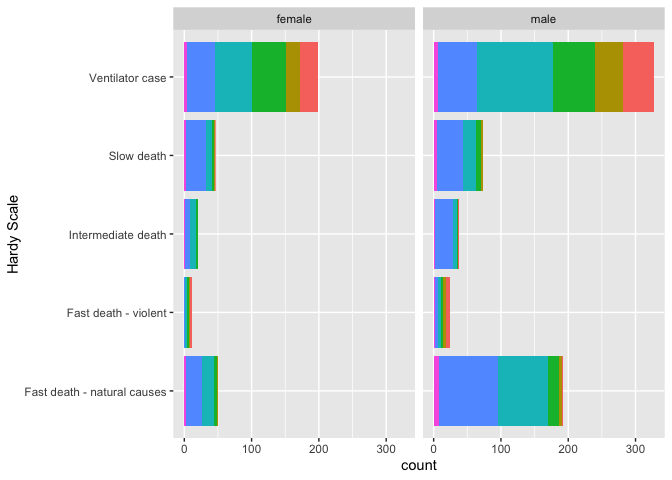 female
male
Ventilator case
Slow death
Intermediate death
Fast death - violent
Fast death - natural causes
Hardy Scale
0
100
200
300
0
100
200
300
count